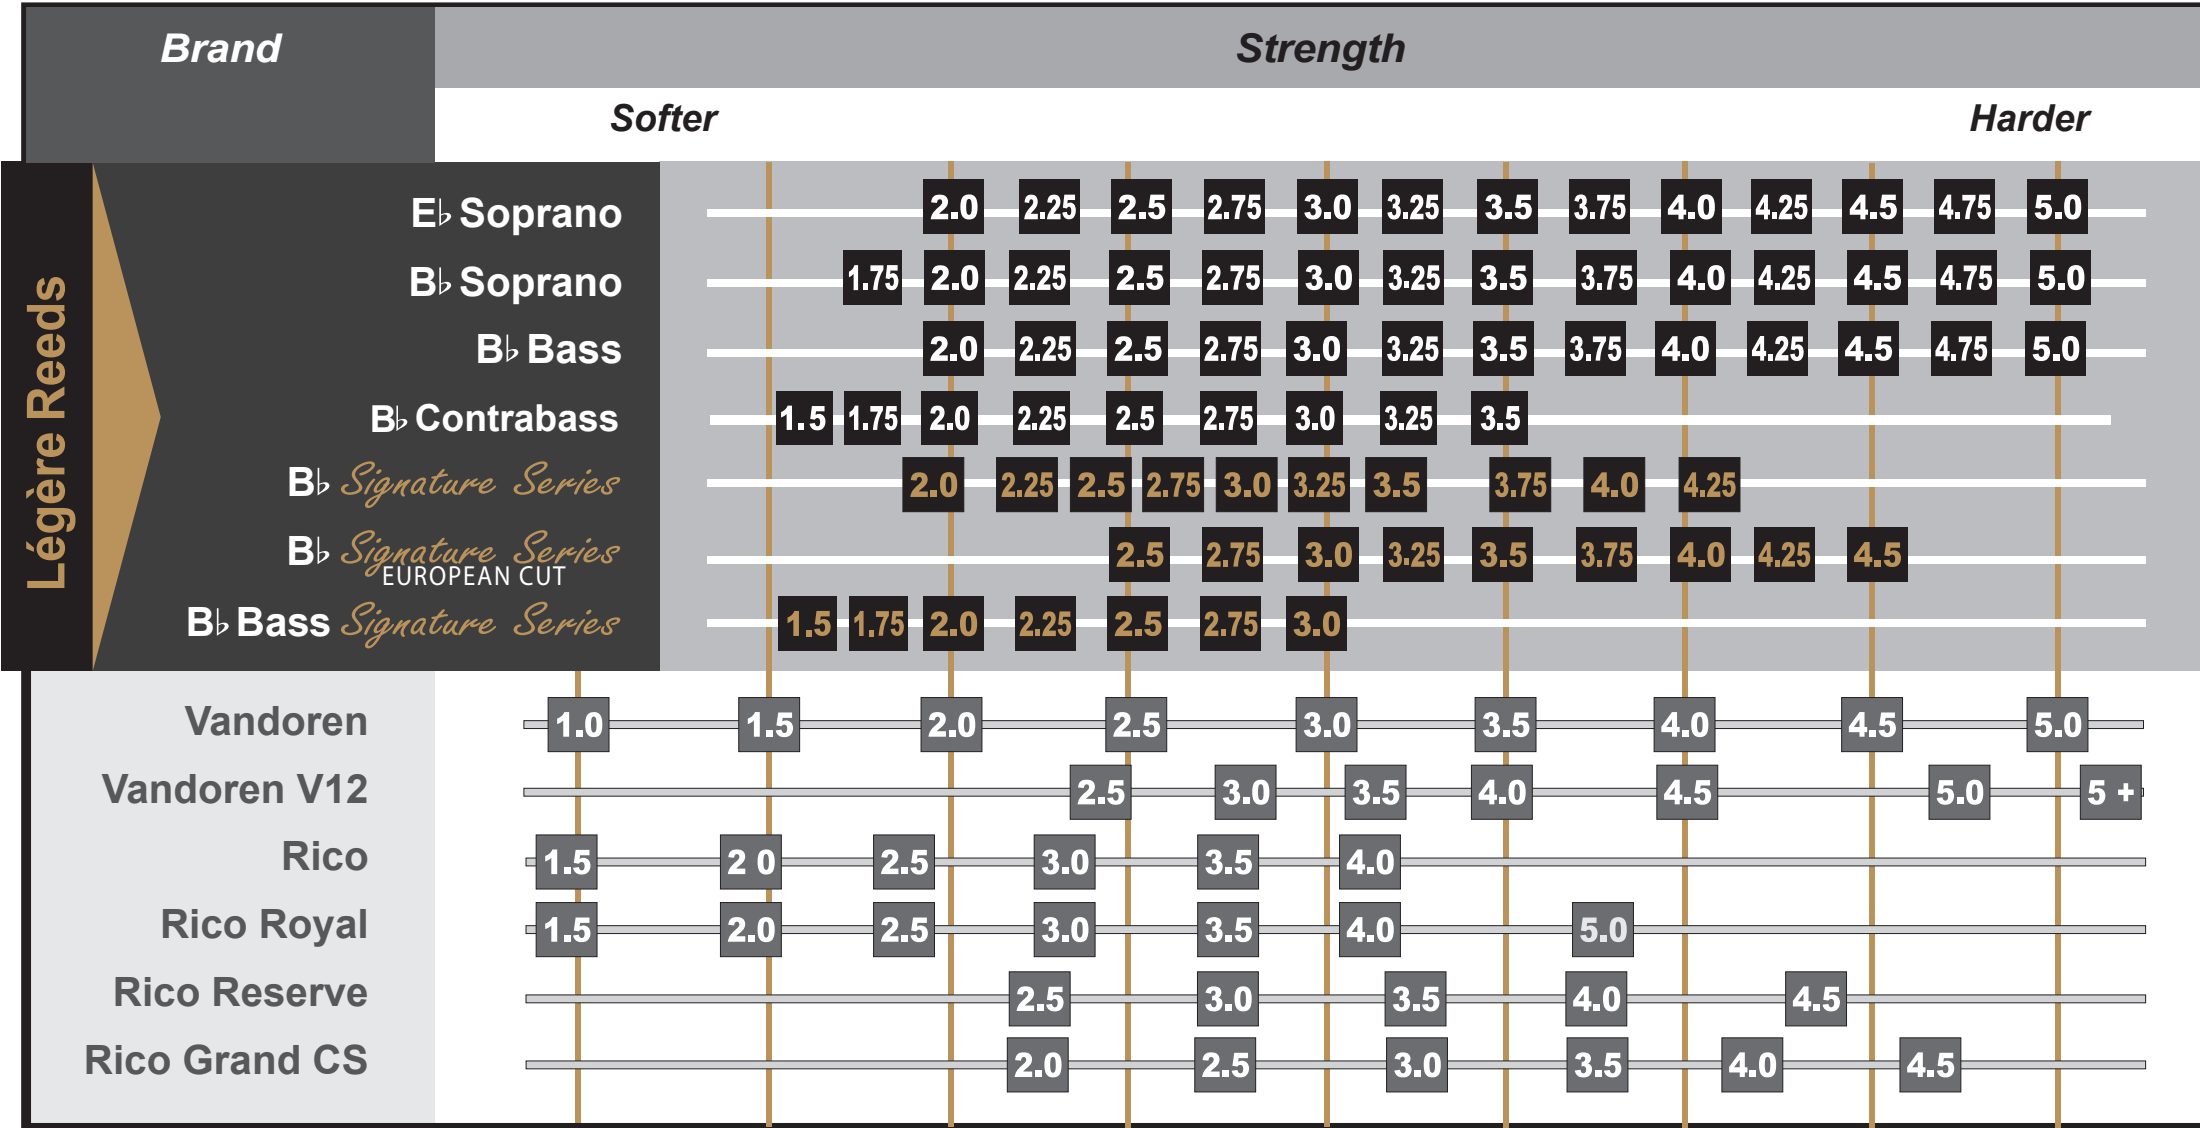 Brand
Strength
Softer Harder
Légère Reeds
E♭ Soprano 2.0 2.25 2.5 2.75 3.0 3.25 3.5 3.75 4.0 4.25 4.5 4.75 5.0
B♭ Soprano 1.75 2.0 2.25 2.5 2.75 3.0 3.25 3.5 3.75 4.0 4.25 4.5 4.75 5.0
B♭ Bass 2.0 2.25 2.5 2.75 3.0 3.25 3.5 3.75 4.0 4.25 4.5 4.75 5.0
B♭ Contrabass 1.5 1.75 2.0 2.25 2.5 2.75 3.0 3.25 3.5
B♭ Signature Series 2.0 2.25 2.5 2.75 3.0 3.25 3.5 3.75 4.0 4.25
B♭ Signature Series 2.5 2.75 3.0 3.25 3.5 3.75 4.0 4.25 4.5
EUROPEAN CUT
B♭ Bass Signature Series 1.5 1.75 2.0 2.25 2.5 2.75 3.0
Vandoren 1.0 1.5 2.0 2.5 3.0 3.5 4.0 4.5 5.0
Vandoren V12 2.5 3.0 3.5 4.0 4.5 5.0 5 +
Rico 1.5 2 0 2.5 3.0 3.5 4.0
Rico Royal 1.5 2.0 2.5 3.0 3.5 4.0 5.0
Rico Reserve 2.5 3.0 3.5 4.0 4.5
Rico Grand CS 2.0 2.5 3.0 3.5 4.0 4.5